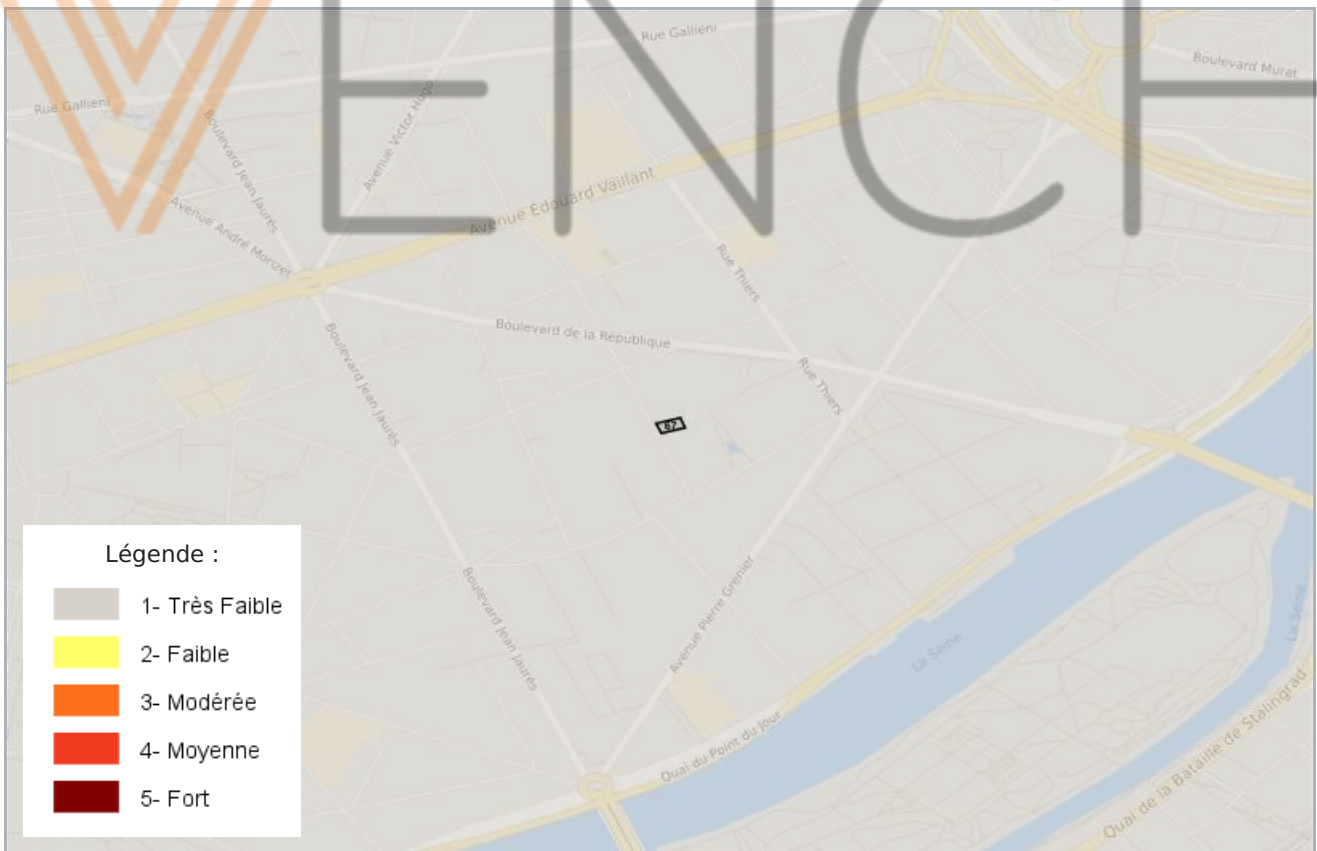 VENCH
Rue Gallieni
Boulevard Murat
Rue Gallieni
Boulevard Jean Jaurès
Avenue Victor Hugo
Avenue Édouard Vaillant
Avenue André Morizet
Rue Thiers
Boulevard de la République
Boulevard Jean Jaurès
Rue Thiers
67
Légende :
1- Très Faible
2- Faible
3- Modérée
4- Moyenne
5- Fort
Boulevard Jean Jaurès
Avenue Pierre Grenier
La Seine
La Seine
Quai du Point du Jour
Quai de la Bataille de Stalingrad